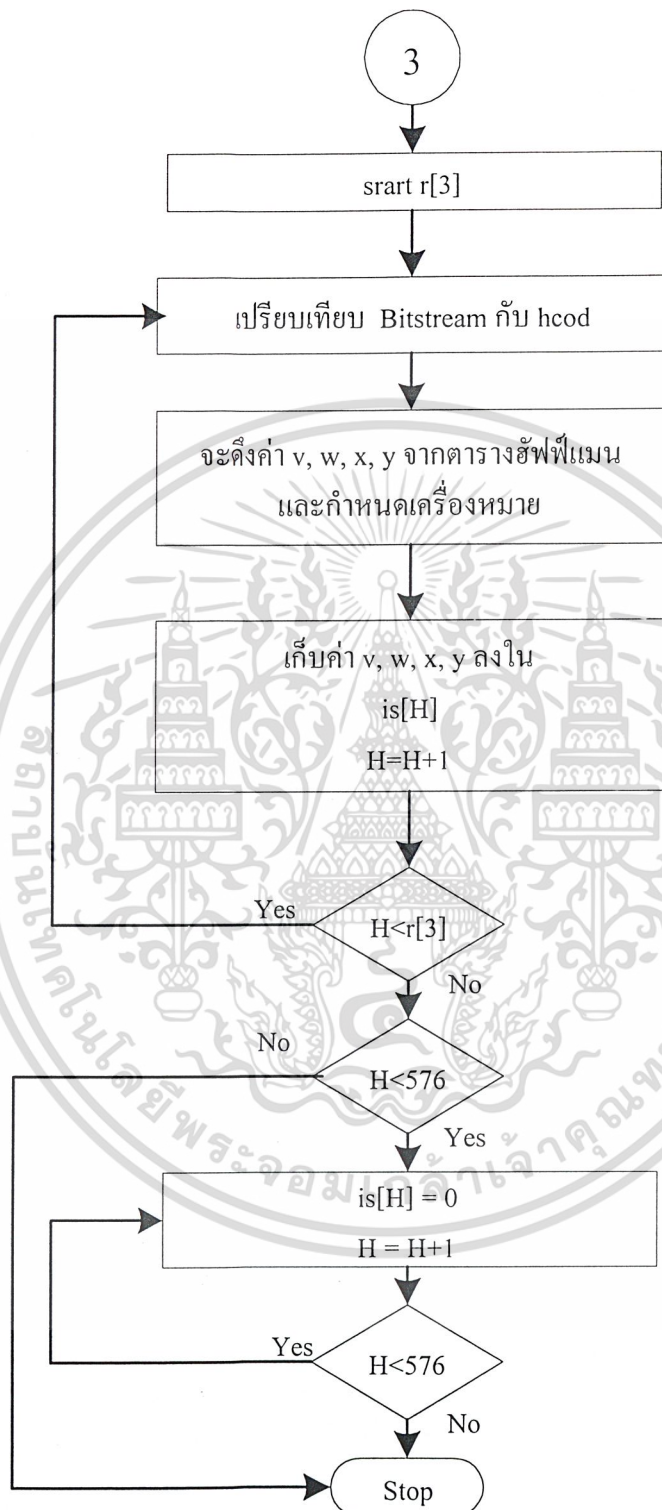 3
srart r[3]
เปรียบเทียบ Bitstream กับ hcod
จะดึงค่า v, w, x, y จากตารางฮัฟฟ์แมน
และกำหนดเครื่องหมาย
เก็บค่า v, w, x, y ลงใน
is[H]
H=H+1
Yes
H<r[3]
No
No
H<576
Yes
is[H] = 0
H = H+1
Yes
H<576
No
Stop